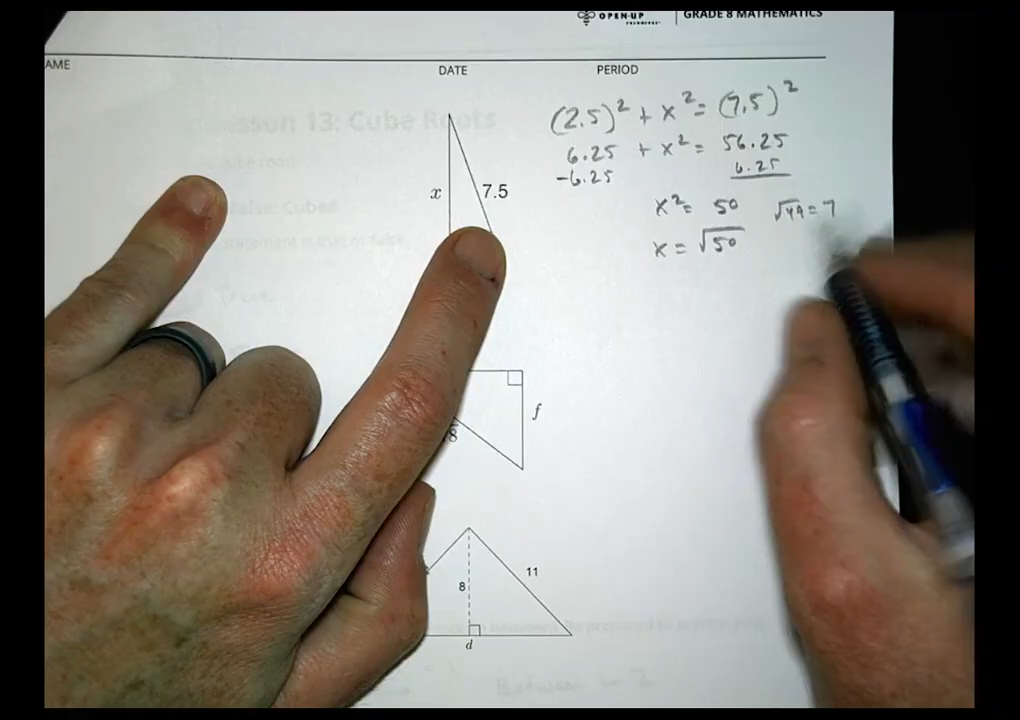 OPEN-UP
GRADE 8 MATHEMATICS
AME
DATE
PERIOD
(2.5)² + x² = (7.5)²
6.25 + x² = 56.25
-6.25 6.25
x² = 50 √49 = 7
x = √50
sson 13: Cube Roots
x
7.5
f
8
8
11
d